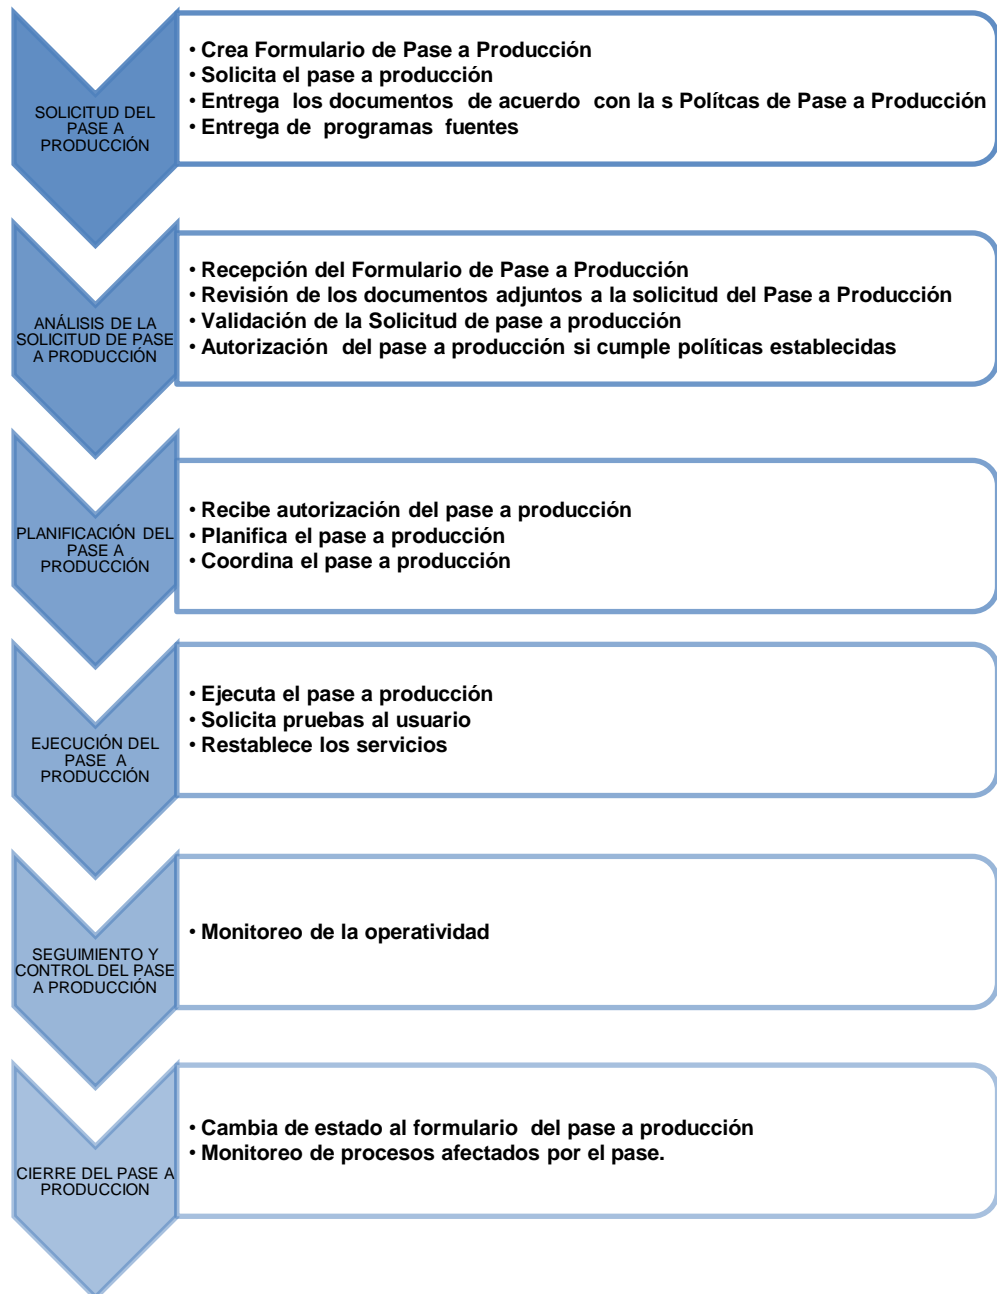 SOLICITUD DEL
PASE A
PRODUCCIÓN
• Crea Formulario de Pase a Producción
• Solicita el pase a producción
• Entrega los documentos de acuerdo con la s Polítcas de Pase a Producción
• Entrega de programas fuentes
ANÁLISIS DE LA
SOLICITUD DE PASE
A PRODUCCIÓN
• Recepción del Formulario de Pase a Producción
• Revisión de los documentos adjuntos a la solicitud del Pase a Producción
• Validación de la Solicitud de pase a producción
• Autorización del pase a producción si cumple políticas establecidas
PLANIFICACIÓN DEL
PASE A
PRODUCCIÓN
• Recibe autorización del pase a producción
• Planifica el pase a producción
• Coordina el pase a producción
EJECUCIÓN DEL
PASE A
PRODUCCIÓN
• Ejecuta el pase a producción
• Solicita pruebas al usuario
• Restablece los servicios
SEGUIMIENTO Y
CONTROL DEL PASE
A PRODUCCIÓN
• Monitoreo de la operatividad
CIERRE DEL PASE A
PRODUCCION
• Cambia de estado al formulario del pase a producción
• Monitoreo de procesos afectados por el pase.